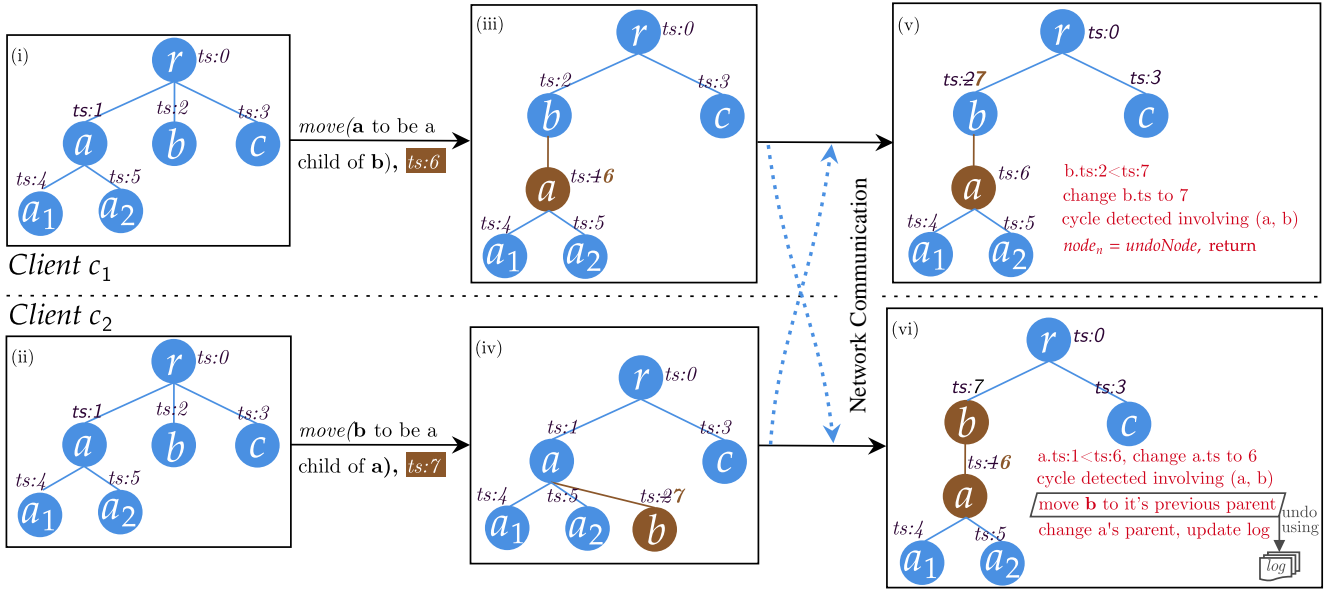 (i)
r ts:0
ts:1 ts:2 ts:3
a b c
ts:4 ts:5
a1 a2
Client c1
move(a to be a
child of b), ts:6
(iii)
r ts:0
ts:2 ts:3
b c
a ts:16
ts:4 ts:5
a1 a2
(v)
r ts:0
ts:27 ts:3
b c
a ts:6
ts:4 ts:5
a1 a2
b.ts:2<ts:7
change b.ts to 7
cycle detected involving (a, b)
node_n = undoNode, return
Network Communication
Client c2
(ii)
r ts:0
ts:1 ts:2 ts:3
a b c
ts:4 ts:5
a1 a2
move(b to be a
child of a), ts:7
(iv)
r ts:0
ts:1 ts:3
a c
ts:4 ts:5 ts:27
a1 a2 b
(vi)
r ts:0
ts:7 ts:3
b c
ts:16
a
ts:4 ts:5
a1 a2
a.ts:1<ts:6, change a.ts to 6
cycle detected involving (a, b)
move b to it's previous parent
change a's parent, update log
undo
using
log